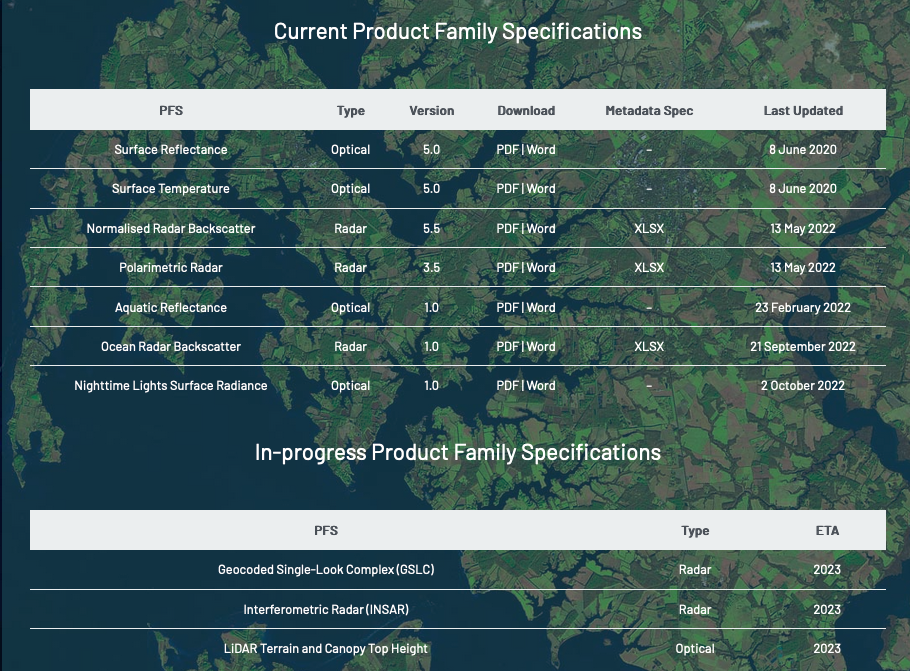 Current Product Family Specifications
PFS Type Version Download Metadata Spec Last Updated
Surface Reflectance Optical 5.0 PDF | Word – 8 June 2020
Surface Temperature Optical 5.0 PDF | Word – 8 June 2020
Normalised Radar Backscatter Radar 5.5 PDF | Word XLSX 13 May 2022
Polarimetric Radar Radar 3.5 PDF | Word XLSX 13 May 2022
Aquatic Reflectance Optical 1.0 PDF | Word – 23 February 2022
Ocean Radar Backscatter Radar 1.0 PDF | Word XLSX 21 September 2022
Nighttime Lights Surface Radiance Optical 1.0 PDF | Word – 2 October 2022
In-progress Product Family Specifications
PFS Type ETA
Geocoded Single-Look Complex (GSLC) Radar 2023
Interferometric Radar (INSAR) Radar 2023
LiDAR Terrain and Canopy Top Height Optical 2023